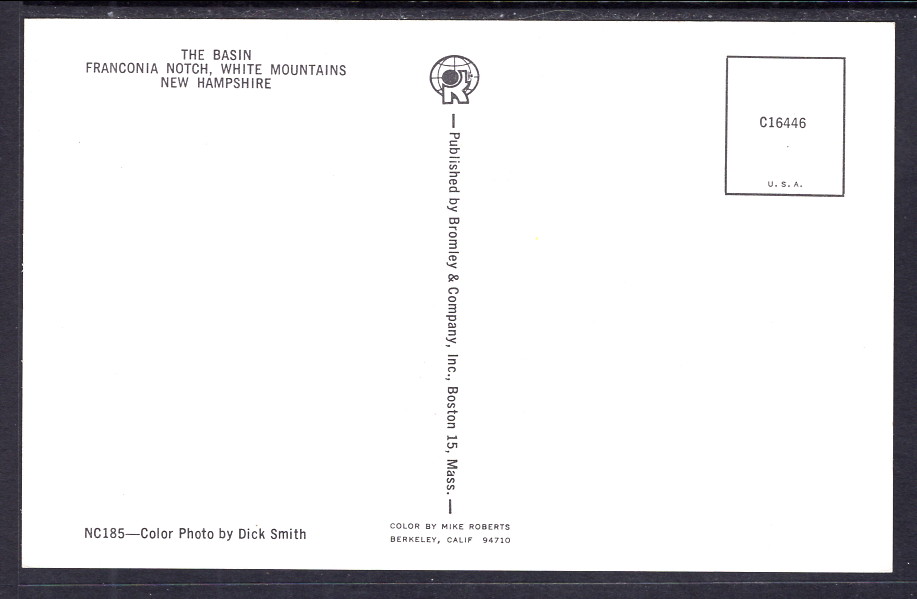 THE BASIN
FRANCONIA NOTCH, WHITE MOUNTAINS
NEW HAMPSHIRE
—Published by Bromley & Company, Inc., Boston 15, Mass.—
C16446
U.S.A.
NC185—Color Photo by Dick Smith
COLOR BY MIKE ROBERTS
BERKELEY, CALIF 94710